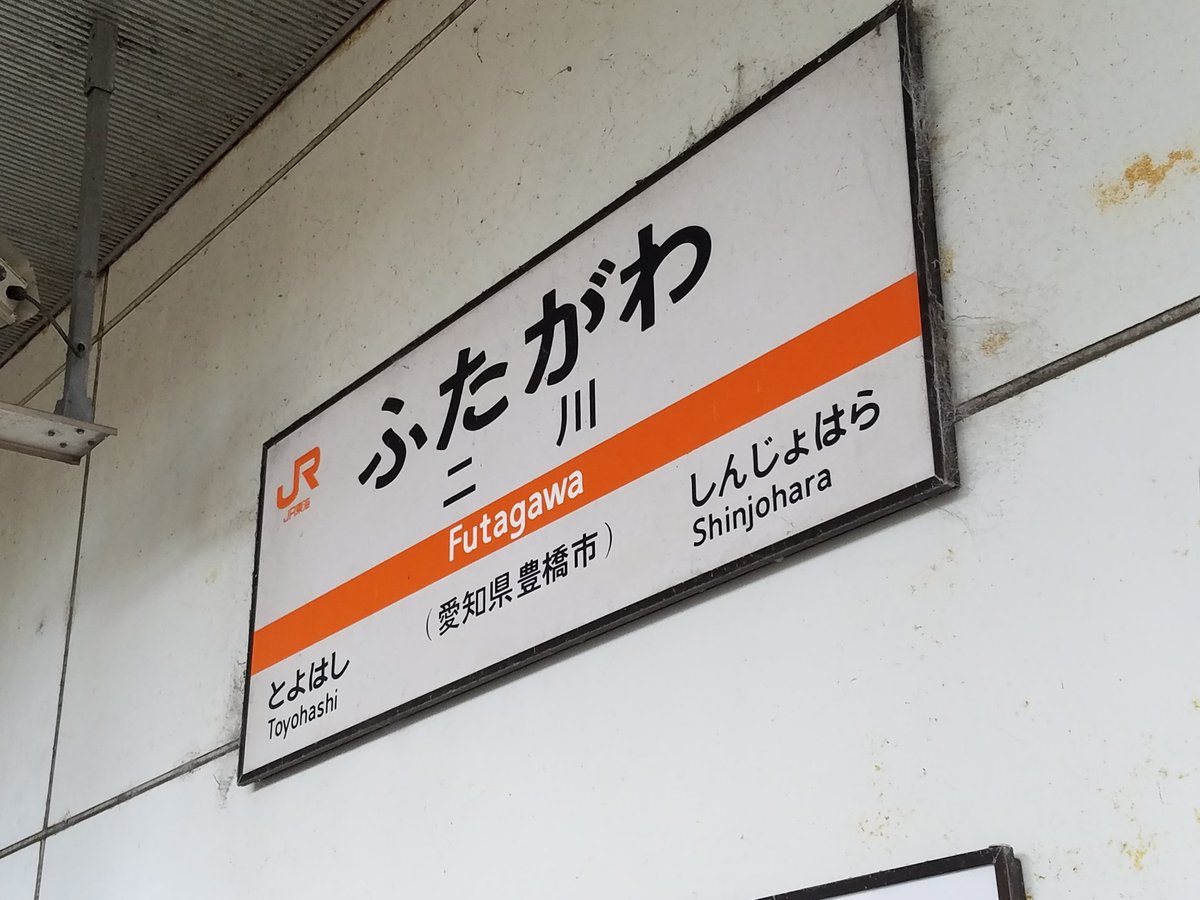 JR
JR東海
ふたがわ
二川
Futagawa
(愛知県豊橋市)
とよはし
Toyohashi
しんじょはら
Shinjohara